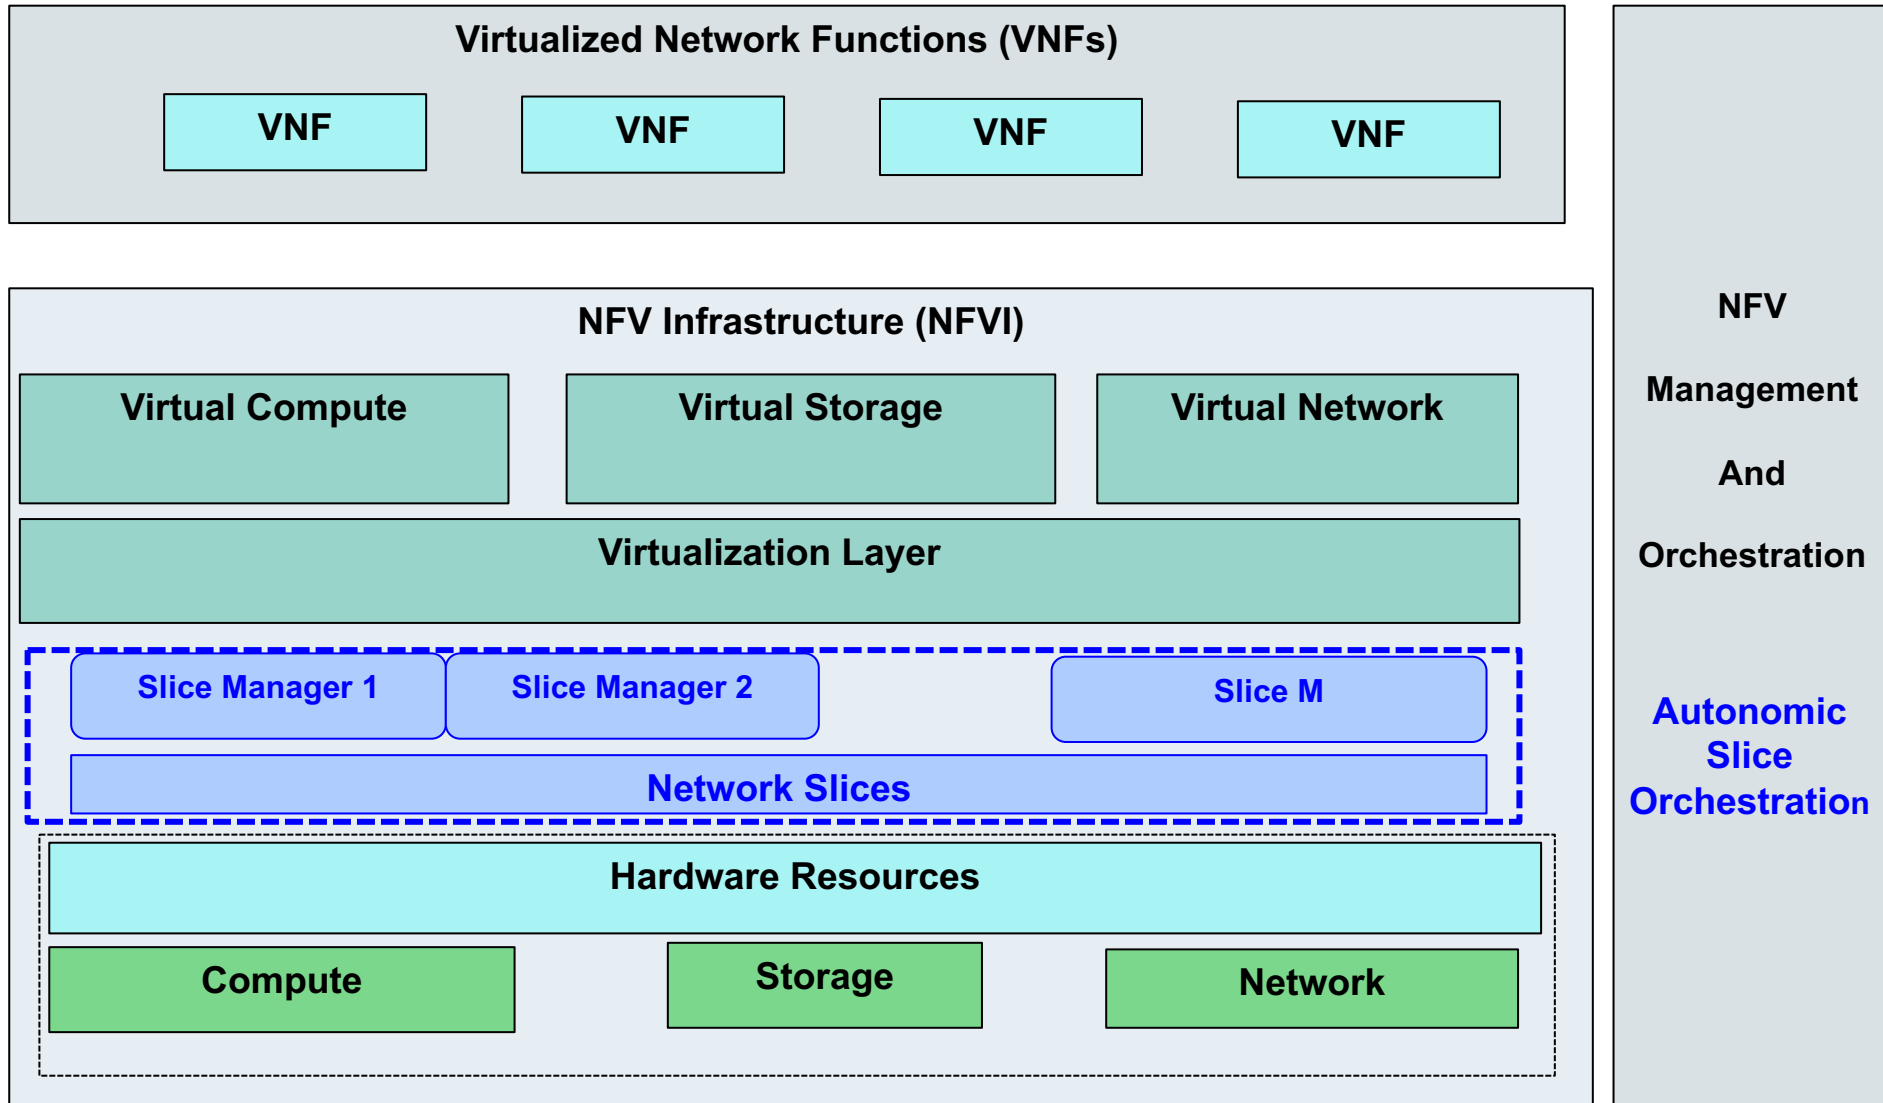 Virtualized Network Functions (VNFs)
VNF
VNF
VNF
VNF
NFV Infrastructure (NFVI)
Virtual Compute
Virtual Storage
Virtual Network
Virtualization Layer
Slice Manager 1
Slice Manager 2
Slice M
Network Slices
Hardware Resources
Compute
Storage
Network
NFV
Management
And
Orchestration
Autonomic
Slice
Orchestration